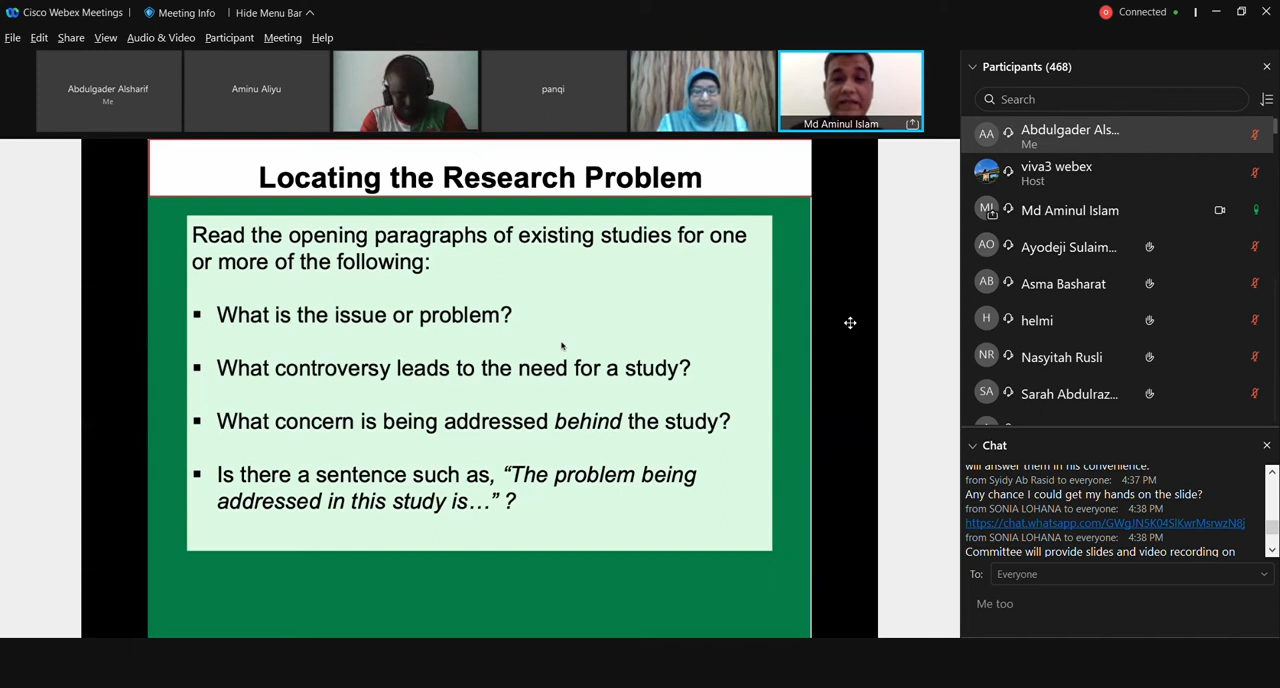 Cisco Webex Meetings
Meeting Info
Hide Menu Bar
Connected
File Edit Share View Audio & Video Participant Meeting Help
Abdulgader Alsharif
Me
Aminu Aliyu
panqi
Md Aminul Islam
Locating the Research Problem
Read the opening paragraphs of existing studies for one
or more of the following:
▪ What is the issue or problem?
▪ What controversy leads to the need for a study?
▪ What concern is being addressed behind the study?
▪ Is there a sentence such as, “The problem being
addressed in this study is…” ?
Participants (468)
Search
AA Abdulgader Als...
Me
viva3 webex
Host
MI Md Aminul Islam
AO Ayodeji Sulaim...
AB Asma Basharat
H helmi
NR Nasyitah Rusli
SA Sarah Abdulraz...
Chat
will answer them in his convenience.
from Syidy Ab Rasid to everyone: 4:37 PM
Any chance I could get my hands on the slide?
from SONIA LOHANA to everyone: 4:38 PM
from SONIA LOHANA to everyone: 4:38 PM
Committee will provide slides and video recording on
To: Everyone
Me too